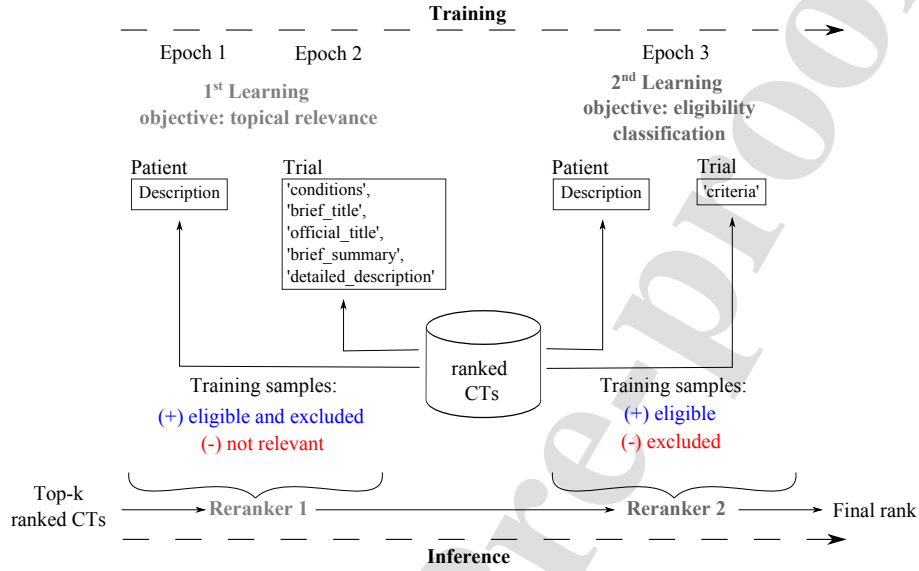 Training
Epoch 1
Epoch 2
Epoch 3
1st Learning
objective: topical relevance
2nd Learning
objective: eligibility
classification
Patient
Description
Trial
'conditions',
'brief_title',
'official_title',
'brief_summary',
'detailed_description'
Patient
Description
Trial
'criteria'
ranked
CTs
Training samples:
(+) eligible and excluded
(-) not relevant
Training samples:
(+) eligible
(-) excluded
Top-k
ranked CTs
Reranker 1
Reranker 2
Final rank
Inference
Pre-proo